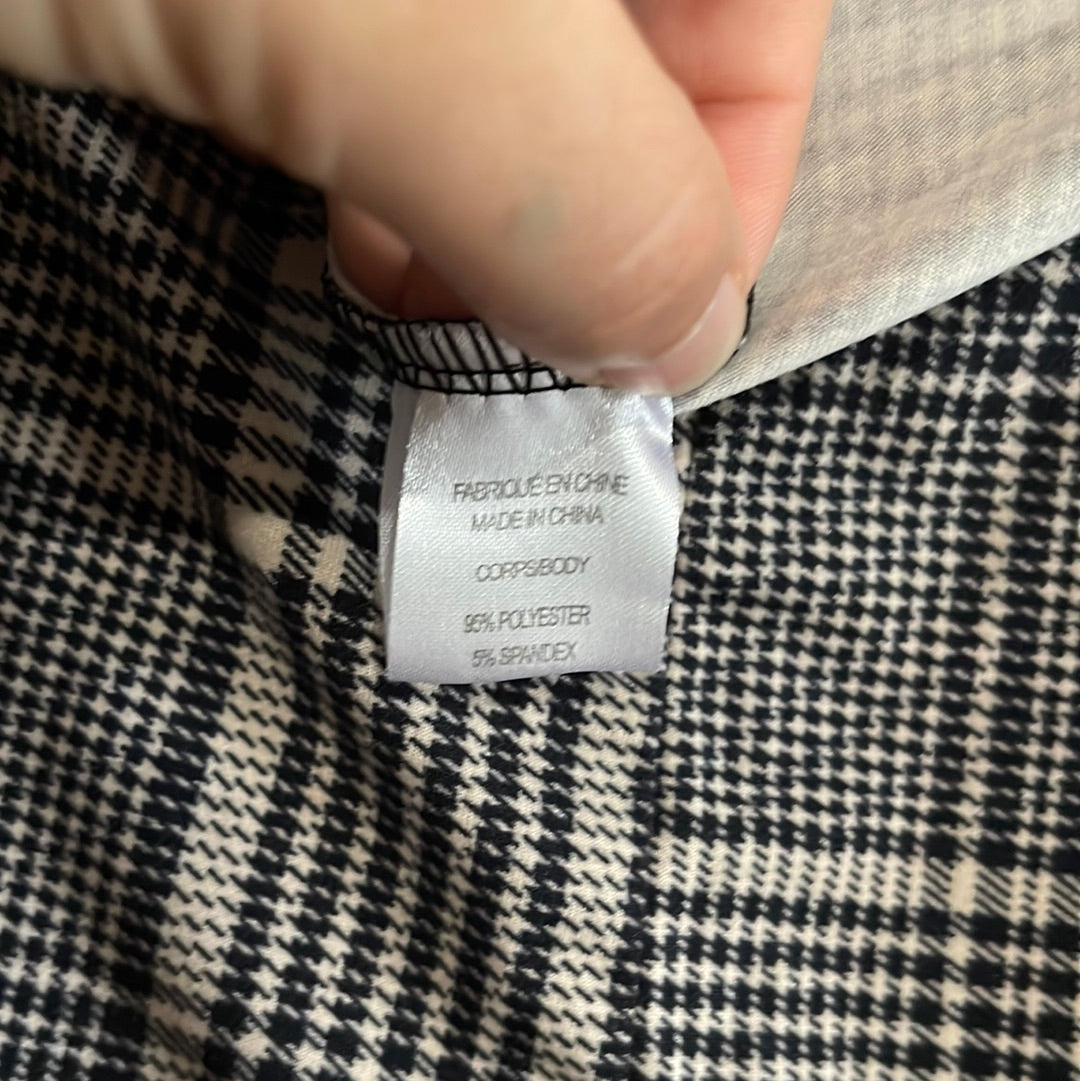 FABRIQUÉ EN CHINE
MADE IN CHINA
CORPS/BODY
95% POLYESTER
5% SPANDEX